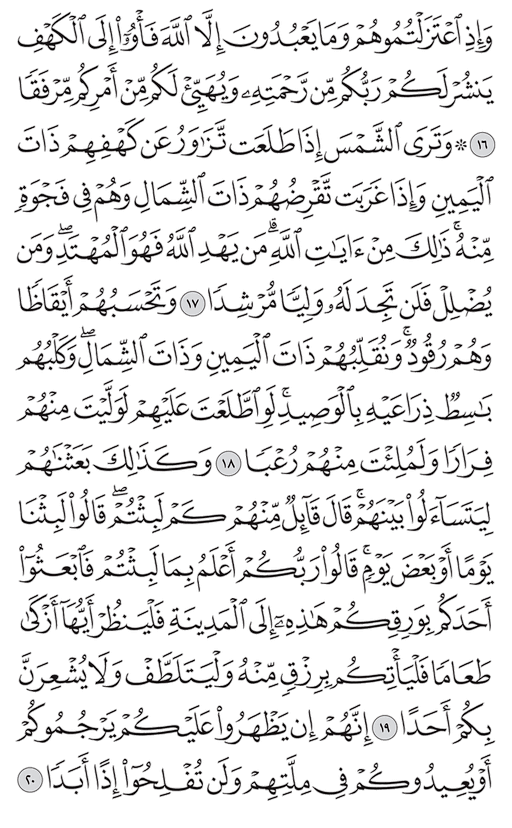 وَإِذِ ٱعۡتَزَلۡتُمُوهُمۡ وَمَا يَعۡبُدُونَ إِلَّا ٱللَّهَ فَأۡوُۥٓاْ إِلَى ٱلۡكَهۡفِ
يَنشُرۡ لَكُمۡ رَبُّكُم مِّن رَّحۡمَتِهِۦ وَيُهَيِّئۡ لَكُم مِّنۡ أَمۡرِكُم مِّرۡفَقٗا
١٦ ۞ وَتَرَى ٱلشَّمۡسَ إِذَا طَلَعَت تَّزَٰوَرُ عَن كَهۡفِهِمۡ ذَاتَ
ٱلۡيَمِينِ وَإِذَا غَرَبَت تَّقۡرِضُهُمۡ ذَاتَ ٱلشِّمَالِ وَهُمۡ فِي فَجۡوَةٖ
مِّنۡهُۚ ذَٰلِكَ مِنۡ ءَايَٰتِ ٱللَّهِۗ مَن يَهۡدِ ٱللَّهُ فَهُوَ ٱلۡمُهۡتَدِۖ وَمَن
يُضۡلِلۡ فَلَن تَجِدَ لَهُۥ وَلِيّٗا مُّرۡشِدٗا ١٧ وَتَحۡسَبُهُمۡ أَيۡقَاظٗا
وَهُمۡ رُقُودٞۚ وَنُقَلِّبُهُمۡ ذَاتَ ٱلۡيَمِينِ وَذَاتَ ٱلشِّمَالِۖ وَكَلۡبُهُم
بَٰسِطٞ ذِرَاعَيۡهِ بِٱلۡوَصِيدِۚ لَوِ ٱطَّلَعۡتَ عَلَيۡهِمۡ لَوَلَّيۡتَ مِنۡهُمۡ
فِرَارٗا وَلَمُلِئۡتَ مِنۡهُمۡ رُعۡبٗا ١٨ وَكَذَٰلِكَ بَعَثۡنَٰهُمۡ
لِيَتَسَآءَلُواْ بَيۡنَهُمۡۚ قَالَ قَآئِلٞ مِّنۡهُمۡ كَمۡ لَبِثۡتُمۡۖ قَالُواْ لَبِثۡنَا
يَوۡمًا أَوۡ بَعۡضَ يَوۡمٖۚ قَالُواْ رَبُّكُمۡ أَعۡلَمُ بِمَا لَبِثۡتُمۡ فَٱبۡعَثُوٓاْ
أَحَدَكُم بِوَرِقِكُمۡ هَٰذِهِۦٓ إِلَى ٱلۡمَدِينَةِ فَلۡيَنظُرۡ أَيُّهَآ أَزۡكَىٰ
طَعَامٗا فَلۡيَأۡتِكُم بِرِزۡقٖ مِّنۡهُ وَلۡيَتَلَطَّفۡ وَلَا يُشۡعِرَنَّ
بِكُمۡ أَحَدًا ١٩ إِنَّهُمۡ إِن يَظۡهَرُواْ عَلَيۡكُمۡ يَرۡجُمُوكُمۡ
أَوۡ يُعِيدُوكُمۡ فِي مِلَّتِهِمۡ وَلَن تُفۡلِحُوٓاْ إِذًا أَبَدٗا ٢٠